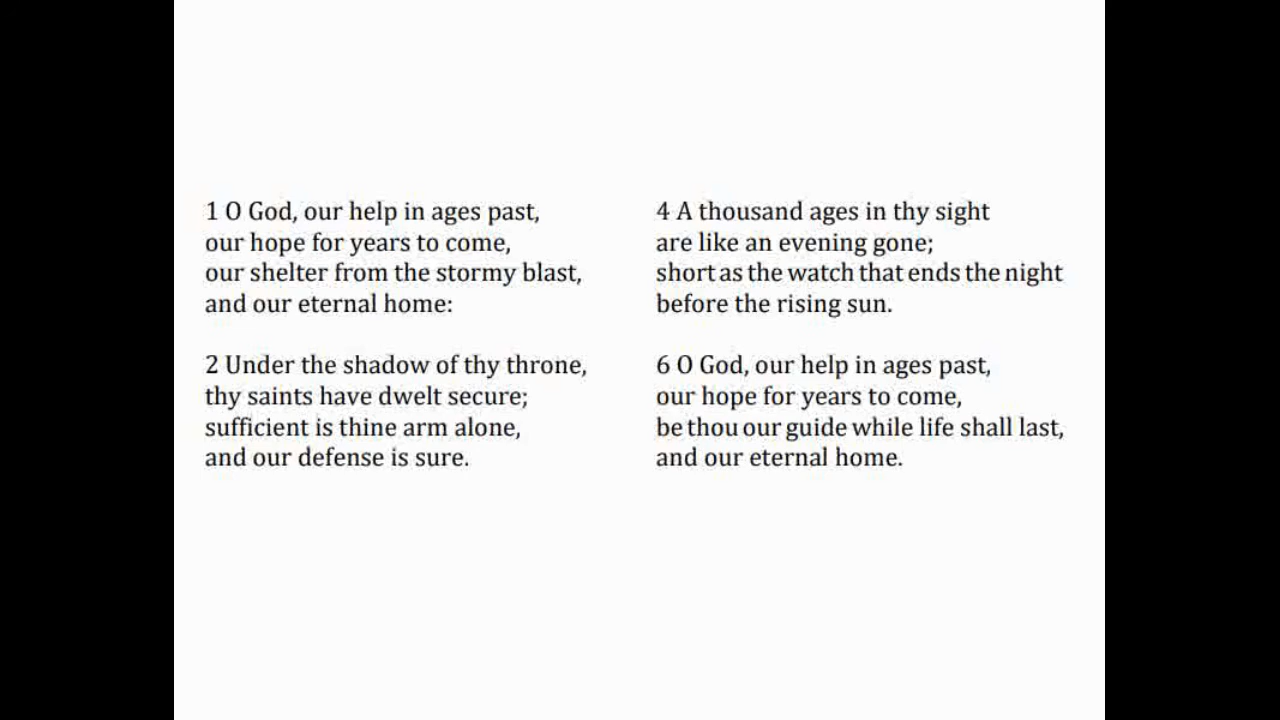 1 O God, our help in ages past,
our hope for years to come,
our shelter from the stormy blast,
and our eternal home:
2 Under the shadow of thy throne,
thy saints have dwelt secure;
sufficient is thine arm alone,
and our defense is sure.
4 A thousand ages in thy sight
are like an evening gone;
short as the watch that ends the night
before the rising sun.
6 O God, our help in ages past,
our hope for years to come,
be thou our guide while life shall last,
and our eternal home.